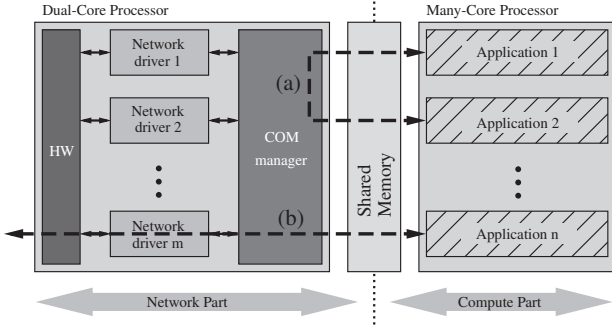 Dual-Core Processor
Many-Core Processor
Network
driver 1
Application 1
(a)
Network
driver 2
Application 2
HW
COM
manager
Shared
Memory
(b)
Network
driver m
Application n
Network Part
Compute Part